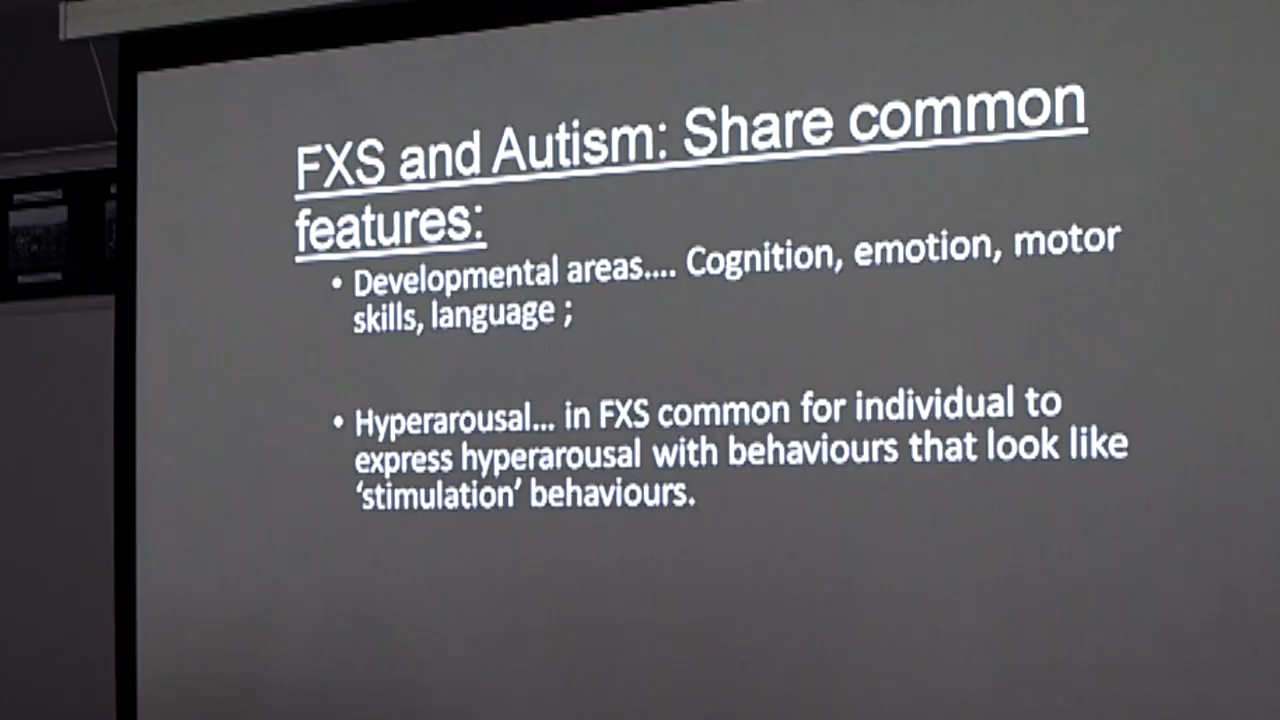 FXS and Autism: Share common
features:
• Developmental areas.... Cognition, emotion, motor
skills, language ;
• Hyperarousal... in FXS common for individual to
express hyperarousal with behaviours that look like
‘stimulation’ behaviours.